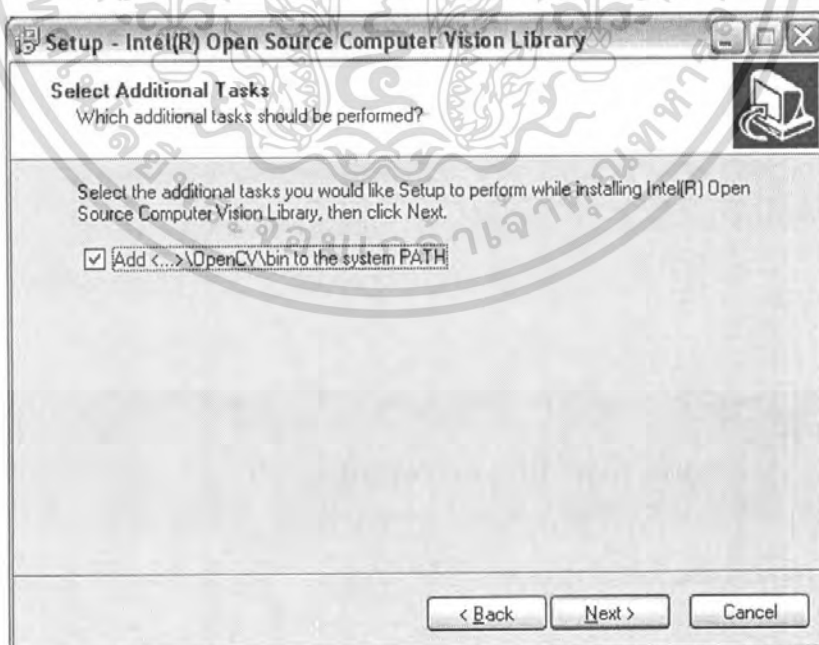 Setup - Intel(R) Open Source Computer Vision Library
Select Additional Tasks
Which additional tasks should be performed?
Select the additional tasks you would like Setup to perform while installing Intel(R) Open
Source Computer Vision Library, then click Next.
Add <...>\OpenCV\bin to the system PATH
< Back
Next >
Cancel